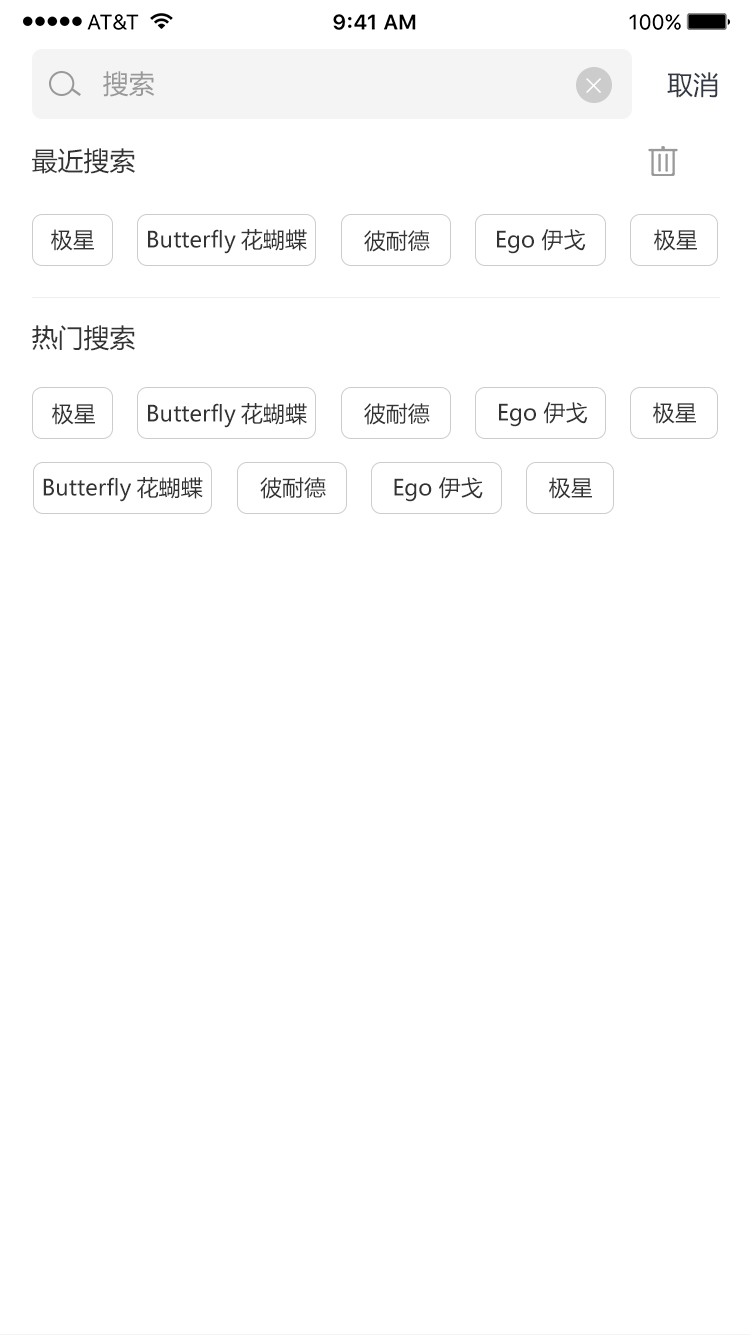 AT&T 9:41 AM 100%
搜索 取消
最近搜索
极星 Butterfly 花蝴蝶 彼耐德 Ego 伊戈 极星
热门搜索
极星 Butterfly 花蝴蝶 彼耐德 Ego 伊戈 极星
Butterfly 花蝴蝶 彼耐德 Ego 伊戈 极星